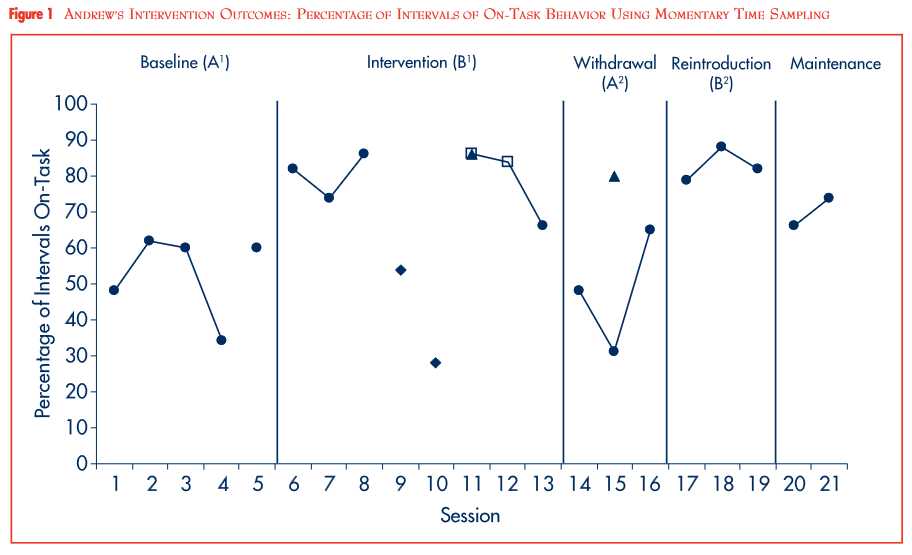 Figure 1 ANDREW'S INTERVENTION OUTCOMES: PERCENTAGE OF INTERVALS OF ON-TASK BEHAVIOR USING MOMENTARY TIME SAMPLING
Baseline (A¹)
Intervention (B¹)
Withdrawal
(A²)
Reintroduction
(B²)
Maintenance
Percentage of Intervals On-Task
100
90
80
70
60
50
40
30
20
10
0
1 2 3 4 5 6 7 8 9 10 11 12 13 14 15 16 17 18 19 20 21
Session